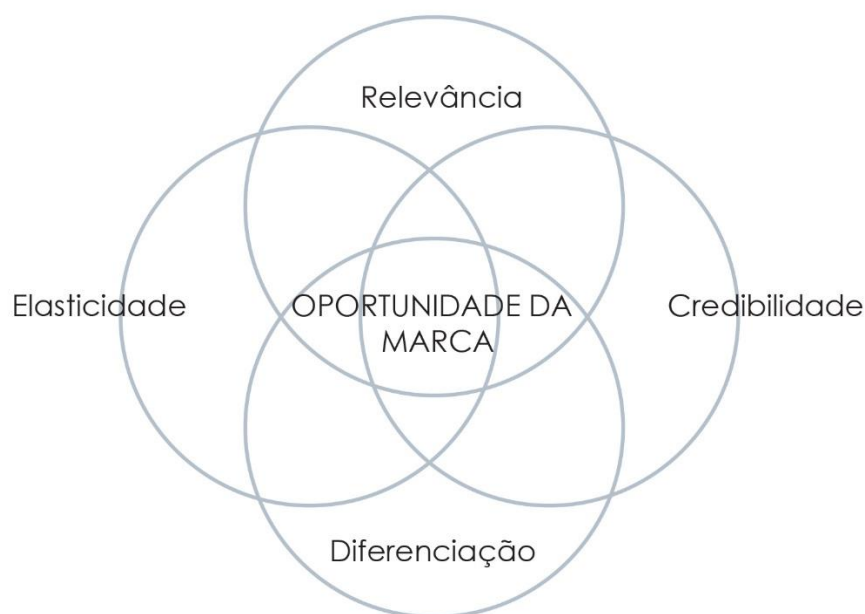 Relevância
Elasticidade
OPORTUNIDADE DA
MARCA
Credibilidade
Diferenciação